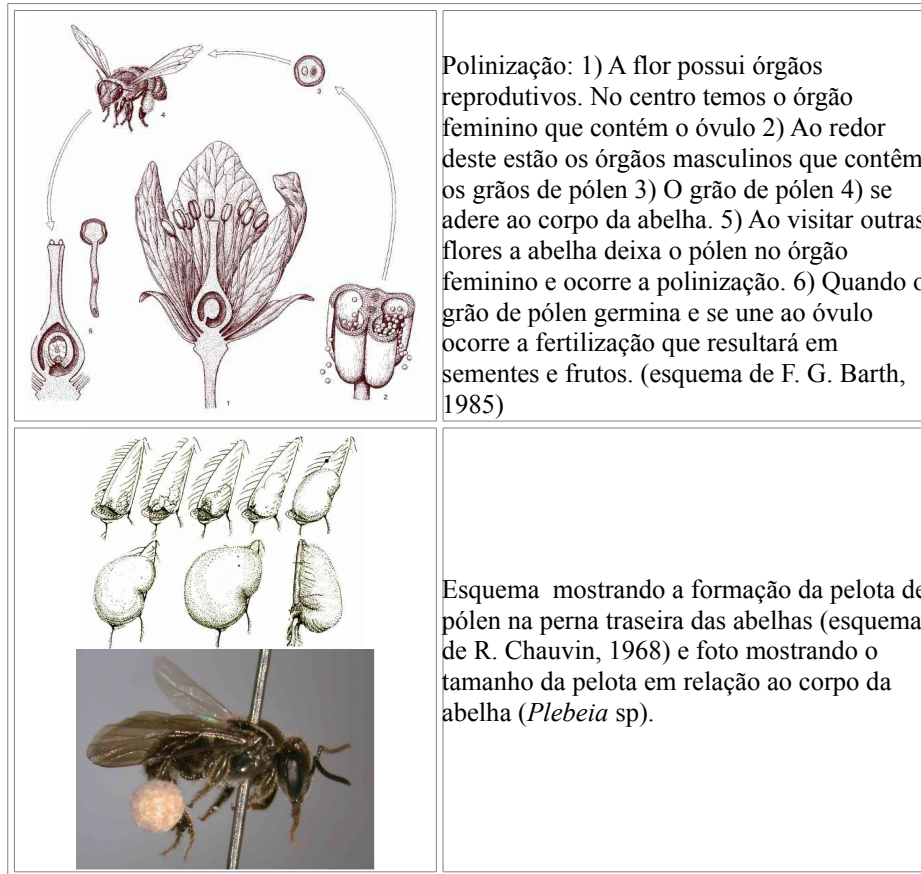 Polinização: 1) A flor possui órgãos
reprodutivos. No centro temos o órgão
feminino que contém o óvulo 2) Ao redor
deste estão os órgãos masculinos que contêm
os grãos de pólen 3) O grão de pólen 4) se
adere ao corpo da abelha. 5) Ao visitar outras
flores a abelha deixa o pólen no órgão
feminino e ocorre a polinização. 6) Quando o
grão de pólen germina e se une ao óvulo
ocorre a fertilização que resultará em
sementes e frutos. (esquema de F. G. Barth,
1985)
3
4
5
1
2
Esquema mostrando a formação da pelota de
pólen na perna traseira das abelhas (esquema
de R. Chauvin, 1968) e foto mostrando o
tamanho da pelota em relação ao corpo da
abelha (Plebeia sp).